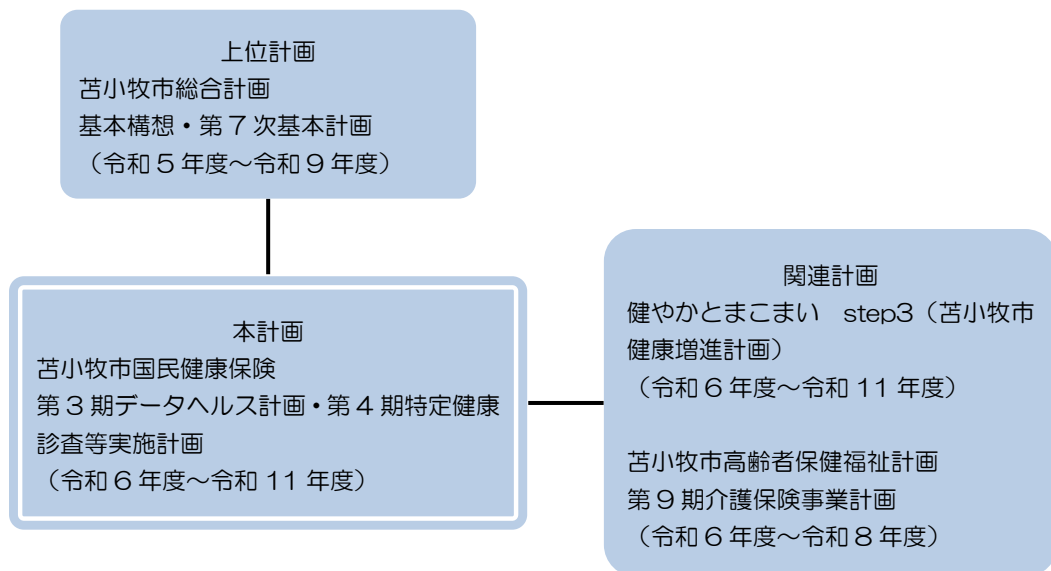 上位計画
苫小牧市総合計画
基本構想・第７次基本計画
（令和５年度～令和９年度）
本計画
苫小牧市国民健康保険
第３期データヘルス計画・第４期特定健康
診査等実施計画
（令和６年度～令和 11 年度）
関連計画
健やかとまこまい　step3（苫小牧市
健康増進計画）
（令和６年度～令和 11 年度）
苫小牧市高齢者保健福祉計画
第９期介護保険事業計画
（令和６年度～令和８年度）